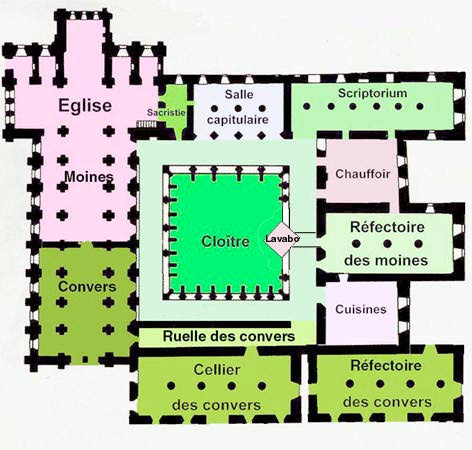 Eglise
Moines
Convers
Sacristie
Salle
capitulaire
Scriptorium
Chauffoir
Cloître
Lavabo
Réfectoire
des moines
Cuisines
Ruelle des convers
Cellier
des convers
Réfectoire
des convers